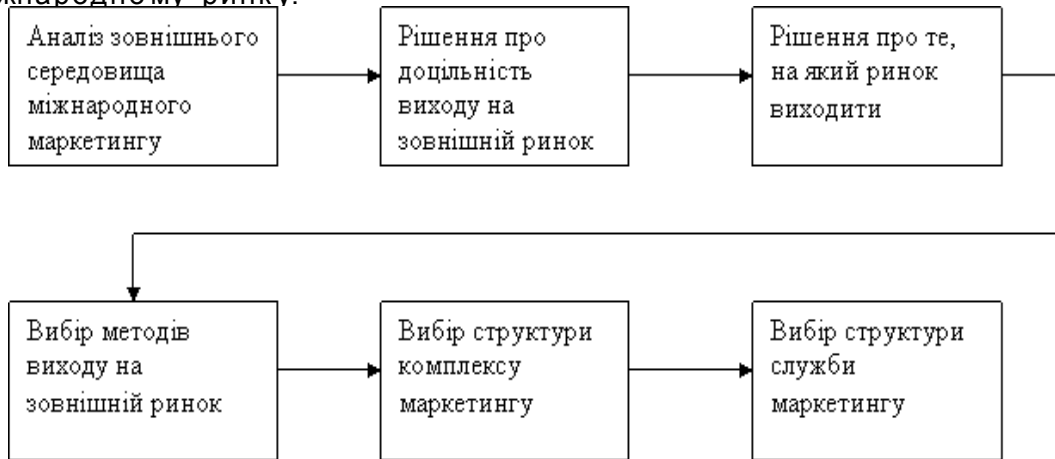 ринку.
Аналіз зовнішнього
середовища
міжнародного
маркетингу
Рішення про
доцільність
виходу на
зовнішній ринок
Рішення про те,
на який ринок
виходити
Вибір методів
виходу на
зовнішній ринок
Вибір структури
комплексу
маркетингу
Вибір структури
служби
маркетингу